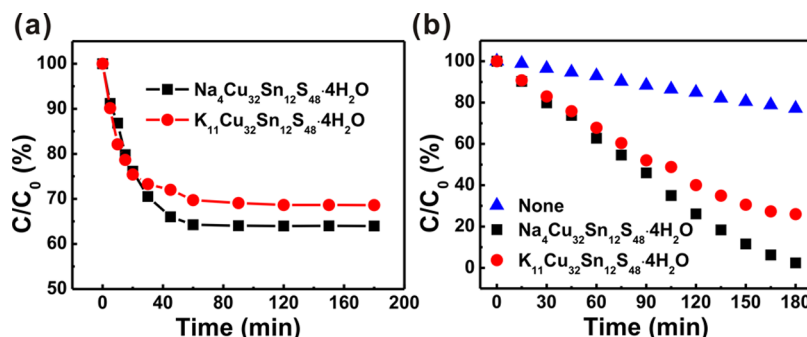 (a)
C/C0 (%)
100
90
80
70
60
50
Na4Cu32Sn12S48·4H2O
K11Cu32Sn12S48·4H2O
0 40 80 120 160 200
Time (min)
(b)
C/C0 (%)
100
80
60
40
20
0
None
Na4Cu32Sn12S48·4H2O
K11Cu32Sn12S48·4H2O
0 30 60 90 120 150 180
Time (min)